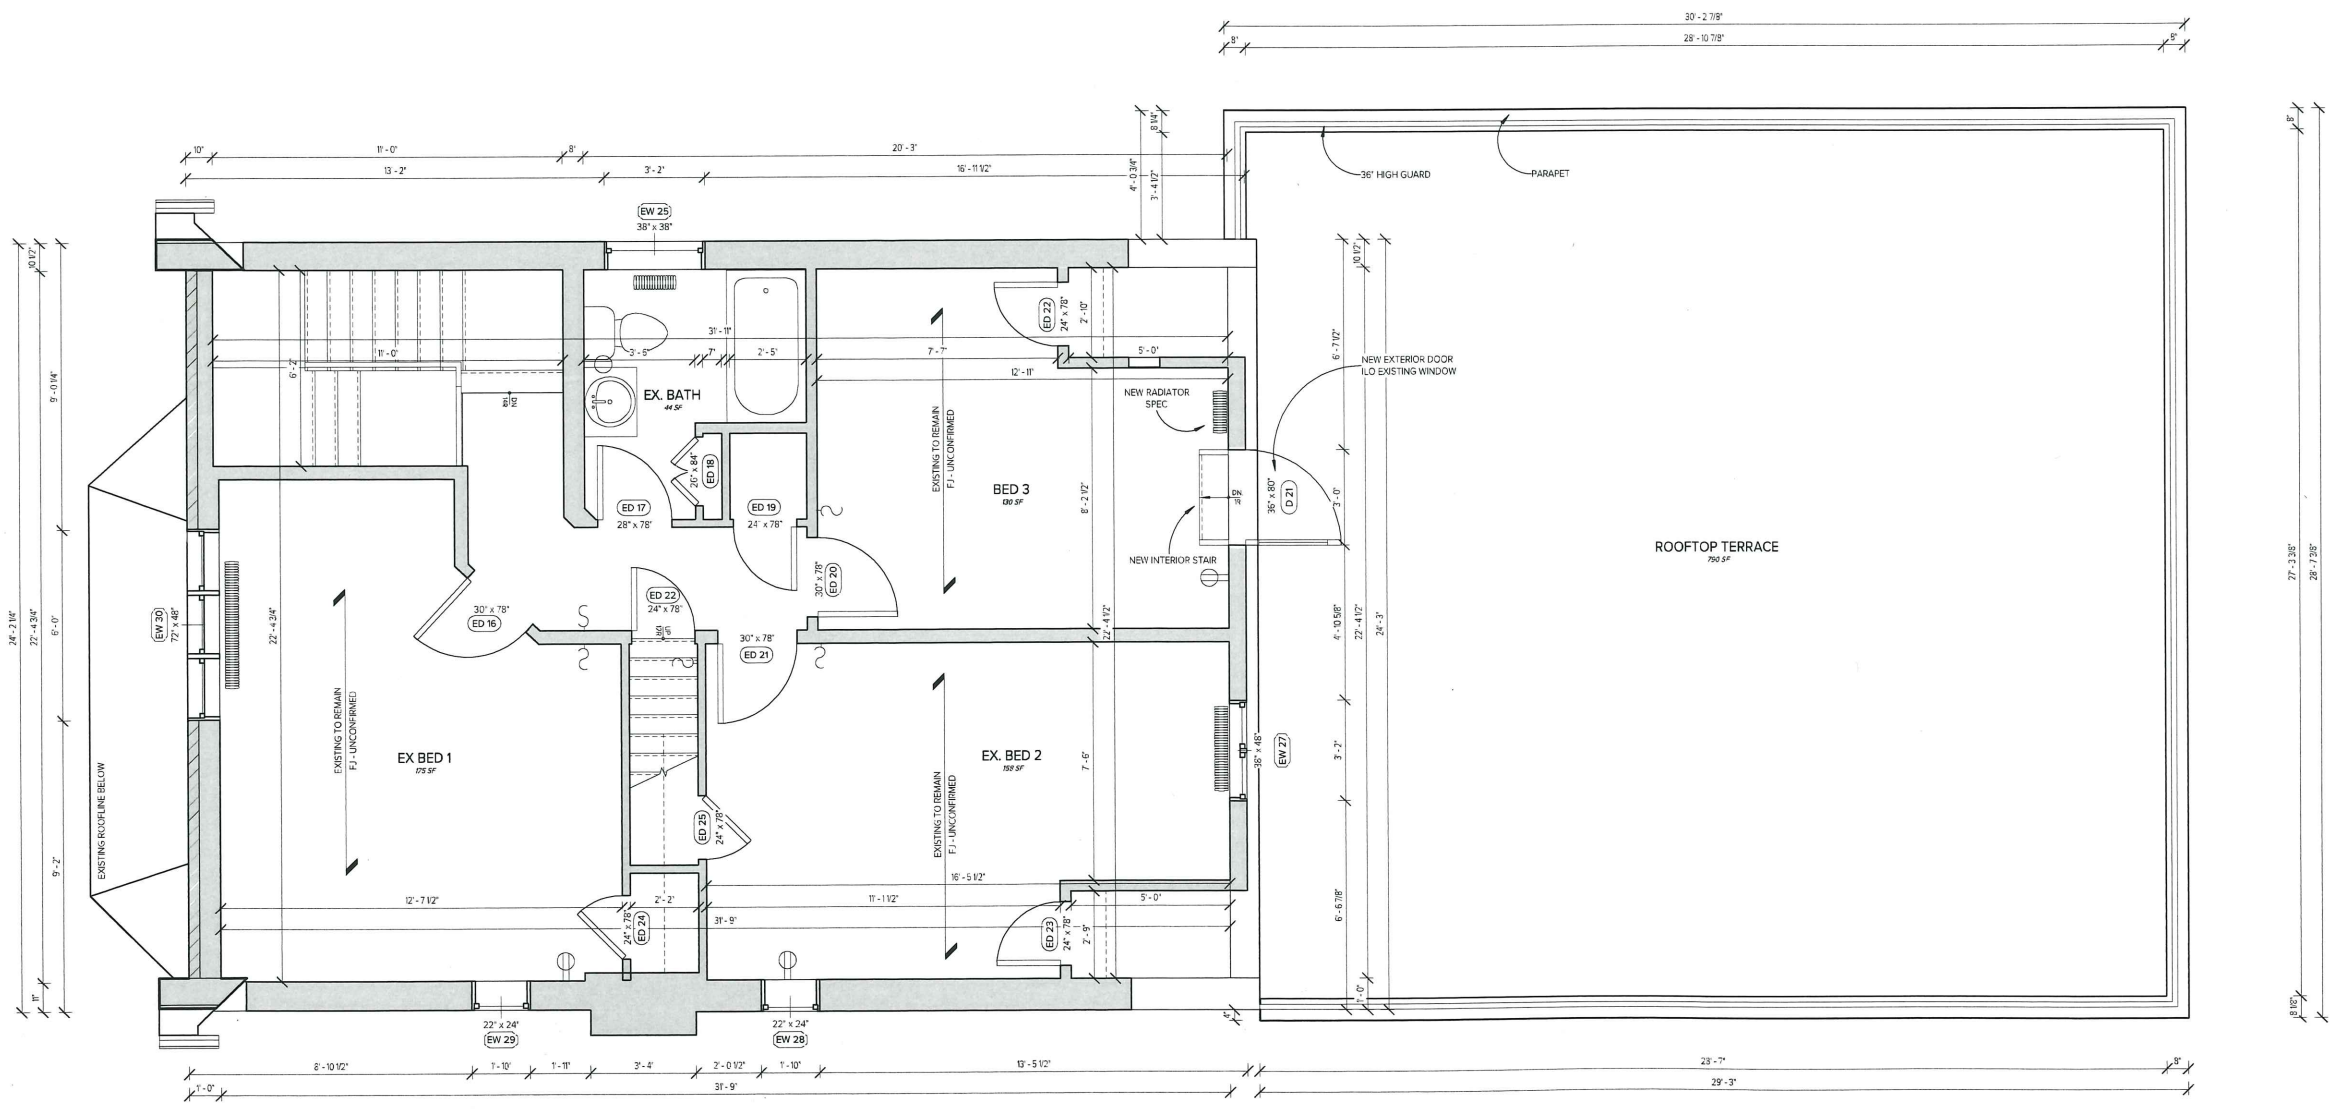 30' - 2 7/8"
8"
28' - 10 7/8"
8"
10"
11' - 0"
8"
20' - 3"
13' - 2"
3' - 2"
16' - 11 1/2"
4' - 0 3/4"
8 1/4"
3' - 4 1/2"
36" HIGH GUARD
PARAPET
8"
27' - 3 3/8"
28' - 7 3/8"
8 1/8"
EW 25
38" x 38"
24' - 2 1/4"
10 1/2"
22' - 4 3/4"
11"
9' - 0 1/4"
6' - 0"
9' - 2"
EXISTING ROOFLINE BELOW
EW 30
72" x 48"
22' - 4 3/4"
6' - 2"
11' - 0"
31' - 11"
3' - 6"
7"
2' - 5"
7' - 7"
5' - 0"
12' - 11"
DN
EX. BATH
44 SF
ED 17
28" x 78"
26" x 84"
ED 18
ED 19
24" x 78"
30" x 78"
ED 20
ED 22
24" x 78"
2' - 10"
EXISTING TO REMAIN
FJ - UNCONFIRMED
BED 3
130 SF
8' - 2 1/2"
NEW RADIATOR
SPEC
NEW INTERIOR STAIR
DN.
36" x 80"
D 21
NEW EXTERIOR DOOR
ILO EXISTING WINDOW
6' - 7 1/2"
3' - 0"
4' - 10 5/8"
3' - 2"
6' - 6 7/8"
10 1/2"
22' - 4 1/2"
1' - 0"
24' - 3"
22' - 4 1/2"
ROOFTOP TERRACE
790 SF
30" x 78"
ED 16
ED 22
24" x 78"
UP
30" x 78"
ED 21
EXISTING TO REMAIN
FJ - UNCONFIRMED
EX BED 1
175 SF
EXISTING TO REMAIN
FJ - UNCONFIRMED
EX. BED 2
7' - 6"
38" x 48"
EW 27
ED 25
24" x 78"
16' - 5 1/2"
12' - 7 1/2"
2' - 2"
11' - 1 1/2"
5' - 0"
31' - 9"
24" x 78"
ED 24
ED 23
24" x 78"
2' - 9"
22" x 24"
EW 29
22" x 24"
EW 28
4"
8' - 10 1/2"
1' - 10"
1' - 11"
3' - 4"
2' - 0 1/2"
1' - 10"
13' - 5 1/2"
28' - 7"
8"
1' - 0"
31' - 9"
29' - 3"